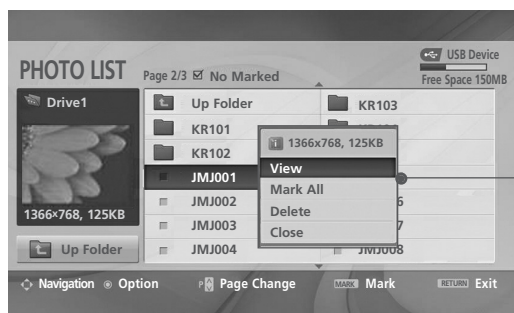 USB Device
PHOTO LIST
Page 2/3 ☑ No Marked
Free Space 150MB
Drive1
Up Folder
KR103
KR101
KR102
1366x768, 125KB
JMJ001
View
JMJ002
Mark All
JMJ003
Delete
JMJ004
Close
JMJ008
1366×768, 125KB
Up Folder
Navigation
Option
P
Page Change
MARK Mark
RETURN Exit